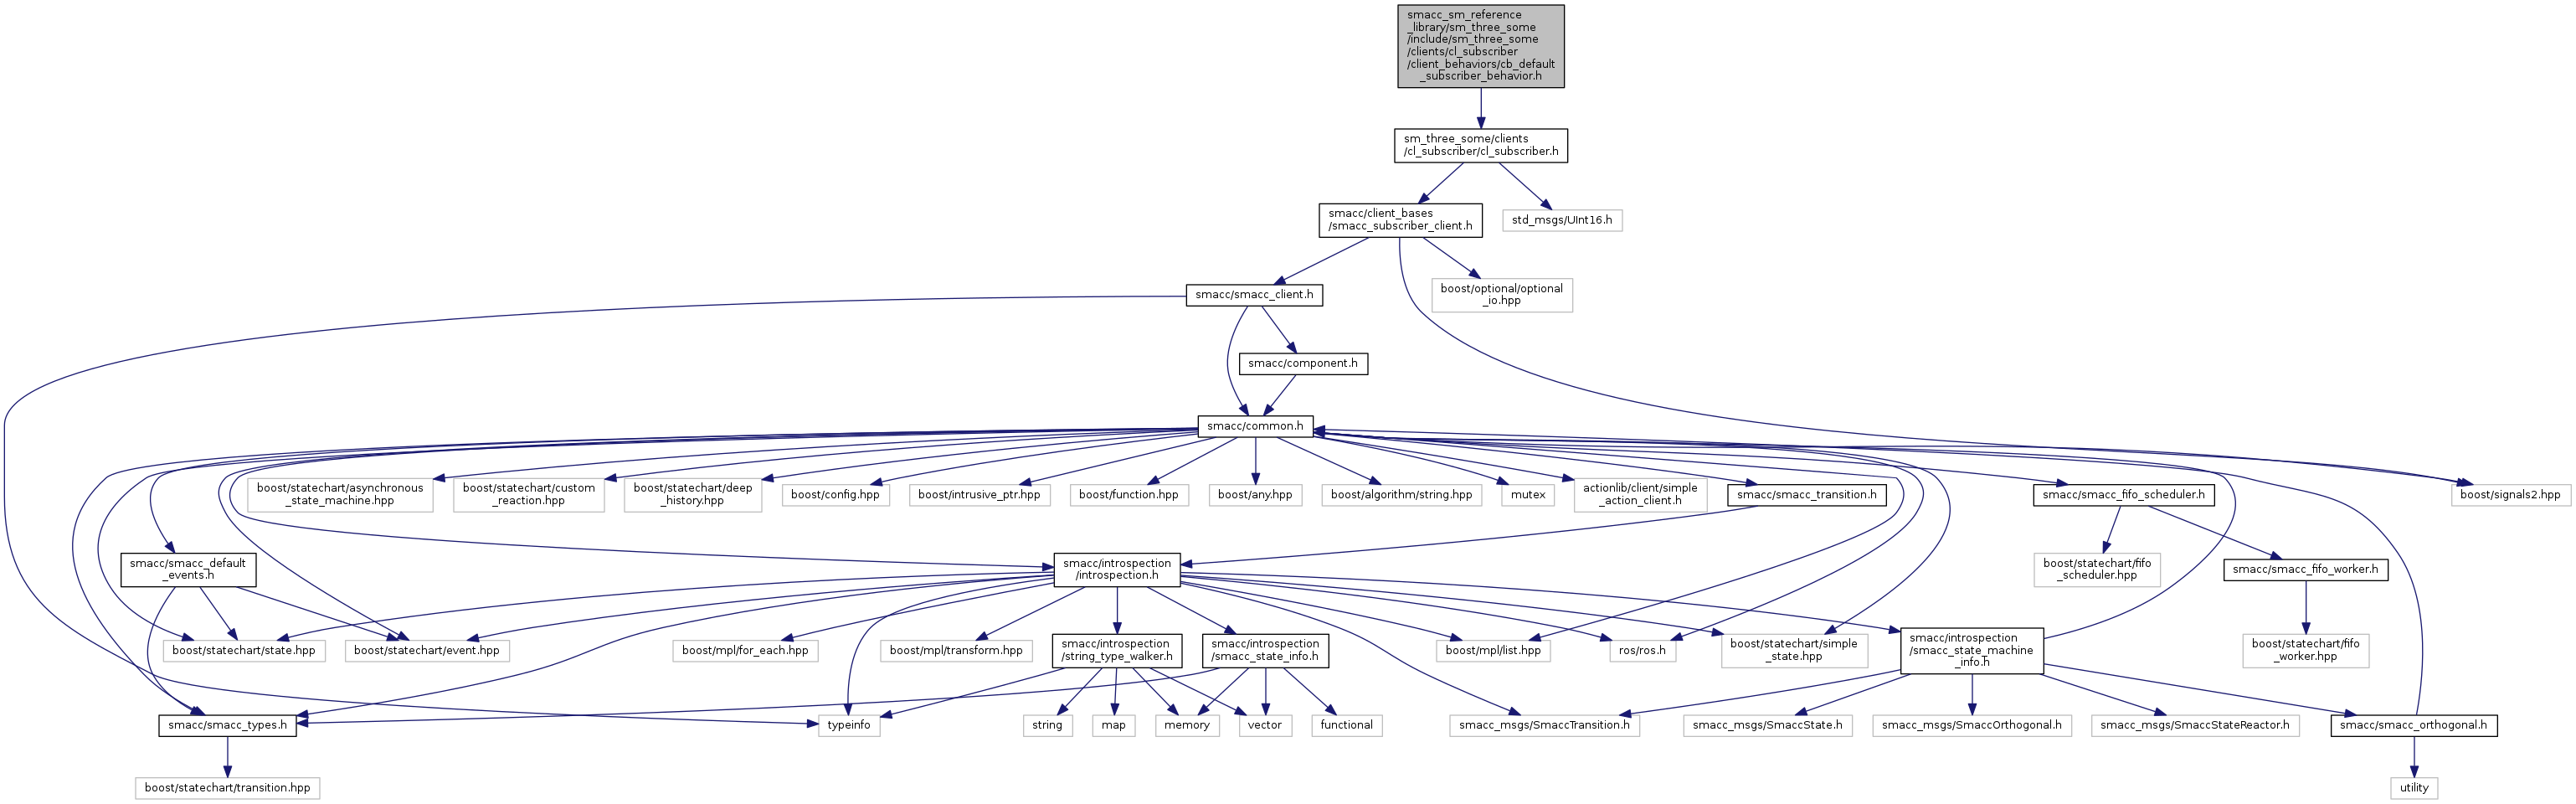 smacc_sm_reference
_library/sm_three_some
/include/sm_three_some
/clients/cl_subscriber
/client_behaviors/cb_default
_subscriber_behavior.h
sm_three_some/clients
/cl_subscriber/cl_subscriber.h
smacc/client_bases
/smacc_subscriber_client.h
std_msgs/UInt16.h
smacc/smacc_client.h
boost/optional/optional
_io.hpp
smacc/component.h
smacc/common.h
boost/statechart/asynchronous
_state_machine.hpp
boost/statechart/custom
_reaction.hpp
boost/statechart/deep
_history.hpp
boost/config.hpp
boost/intrusive_ptr.hpp
boost/function.hpp
boost/any.hpp
boost/algorithm/string.hpp
mutex
actionlib/client/simple
_action_client.h
smacc/smacc_transition.h
smacc/smacc_fifo_scheduler.h
boost/signals2.hpp
smacc/smacc_default
_events.h
smacc/introspection
/introspection.h
boost/statechart/fifo
_scheduler.hpp
smacc/smacc_fifo_worker.h
boost/statechart/state.hpp
boost/statechart/event.hpp
boost/mpl/for_each.hpp
boost/mpl/transform.hpp
smacc/introspection
/string_type_walker.h
smacc/introspection
/smacc_state_info.h
boost/mpl/list.hpp
ros/ros.h
boost/statechart/simple
_state.hpp
smacc/introspection
/smacc_state_machine
_info.h
boost/statechart/fifo
_worker.hpp
smacc/smacc_types.h
typeinfo
string
map
memory
vector
functional
smacc_msgs/SmaccTransition.h
smacc_msgs/SmaccState.h
smacc_msgs/SmaccOrthogonal.h
smacc_msgs/SmaccStateReactor.h
smacc/smacc_orthogonal.h
boost/statechart/transition.hpp
utility